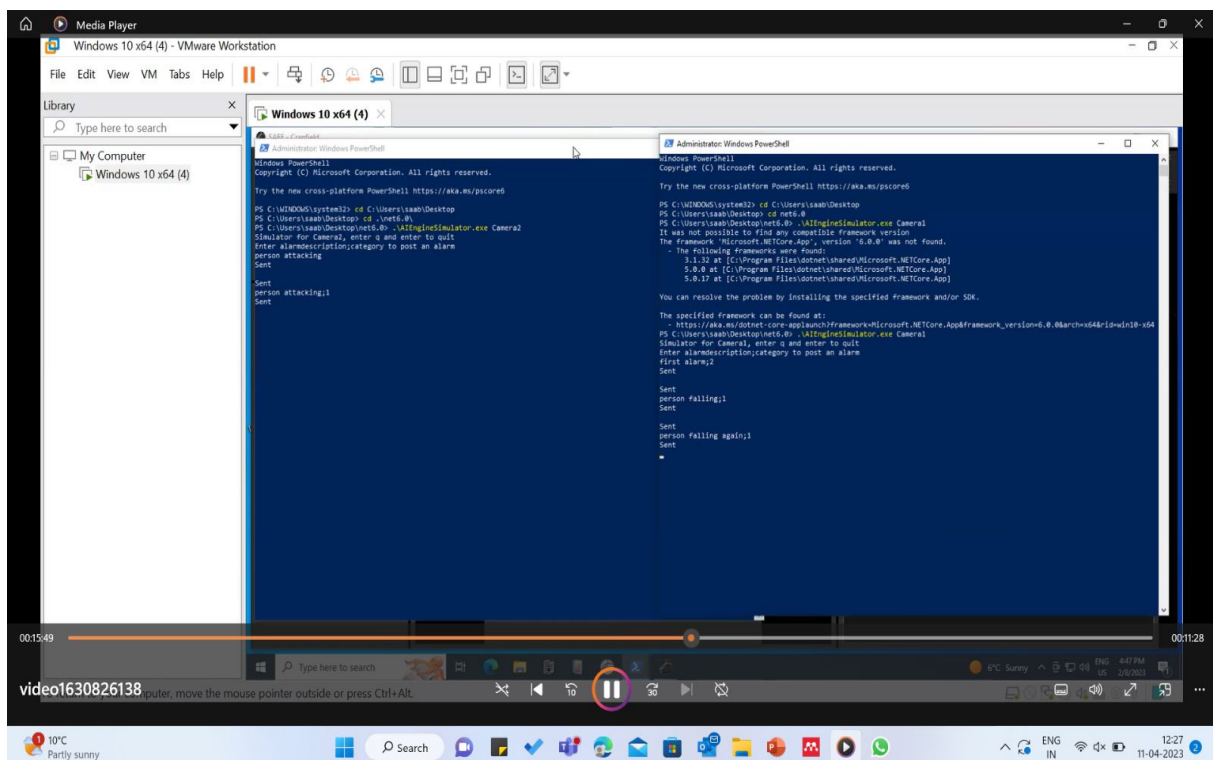 Media Player
Windows 10 x64 (4) - VMware Workstation
File Edit View VM Tabs Help
Library
Type here to search
My Computer
Windows 10 x64 (4)
Windows 10 x64 (4)
SAFE - Cranfield
Administrator: Windows PowerShell
Windows PowerShell
Copyright (C) Microsoft Corporation. All rights reserved.
Try the new cross-platform PowerShell https://aka.ms/pscore6
PS C:\WINDOWS\system32> cd C:\Users\saab\Desktop
PS C:\Users\saab\Desktop> cd .\net6.0\
PS C:\Users\saab\Desktop\net6.0> .\AIEngineSimulator.exe Camera2
Simulator for Camera2, enter q and enter to quit
Enter alarmdescription;category to post an alarm
person attacking
Sent
Sent
person attacking;1
Sent
Administrator: Windows PowerShell
Windows PowerShell
Copyright (C) Microsoft Corporation. All rights reserved.
Try the new cross-platform PowerShell https://aka.ms/pscore6
PS C:\WINDOWS\system32> cd C:\Users\saab\Desktop
PS C:\Users\saab\Desktop> cd net6.0
PS C:\Users\saab\Desktop\net6.0> .\AIEngineSimulator.exe Camera1
It was not possible to find any compatible framework version
The framework 'Microsoft.NETCore.App', version '6.0.0' was not found.
- The following frameworks were found:
3.1.32 at [C:\Program Files\dotnet\shared\Microsoft.NETCore.App]
5.0.0 at [C:\Program Files\dotnet\shared\Microsoft.NETCore.App]
5.0.17 at [C:\Program Files\dotnet\shared\Microsoft.NETCore.App]
You can resolve the problem by installing the specified framework and/or SDK.
The specified framework can be found at:
- https://aka.ms/dotnet-core-applaunch?framework=Microsoft.NETCore.App&framework_version=6.0.0&arch=x64&rid=win10-x64
PS C:\Users\saab\Desktop\net6.0> .\AIEngineSimulator.exe Camera1
Simulator for Camera1, enter q and enter to quit
Enter alarmdescription;category to post an alarm
first alarm;2
Sent
Sent
person falling;1
Sent
Sent
person falling again;1
Sent
00:15:49
00:11:28
Type here to search
6°C Sunny
ENG
US
4:47 PM
2/8/2023
video1630826138
mputer, move the mouse pointer outside or press Ctrl+Alt.
10
30
1
10°C
Partly sunny
Search
ENG
IN
12:27
11-04-2023
2